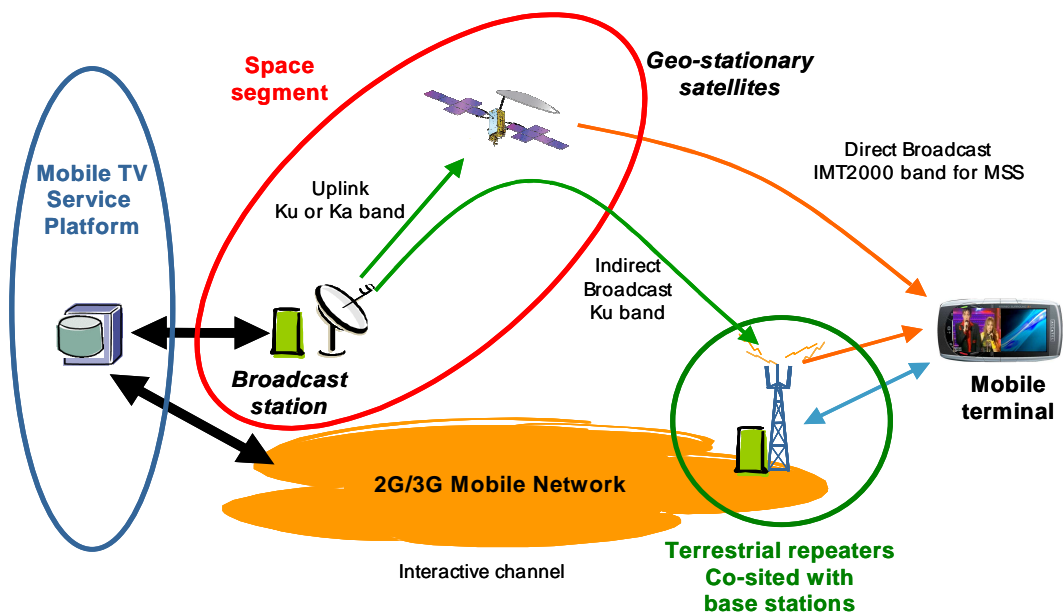 Space
segment
Geo-stationary
satellites
Mobile TV
Service
Platform
Uplink
Ku or Ka band
Direct Broadcast
IMT2000 band for MSS
Indirect
Broadcast
Ku band
Broadcast
station
Mobile
terminal
2G/3G Mobile Network
Interactive channel
Terrestrial repeaters
Co-sited with
base stations